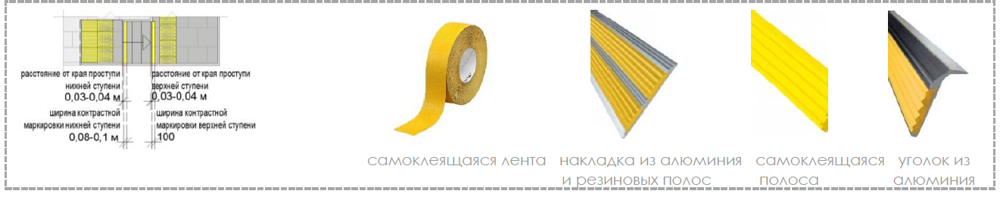 расстояние от края проступи
нижней ступени
0,03-0,04 м
расстояние от края проступи
верхней ступени
0,03-0,04 м
ширина контрастной
маркировки нижней ступени
0,08-0,1 м
ширина контрастной
маркировки верхней ступени
100
самоклеящаяся лента
накладка из алюминия
и резиновых полос
самоклеящаяся
полоса
уголок из
алюминия